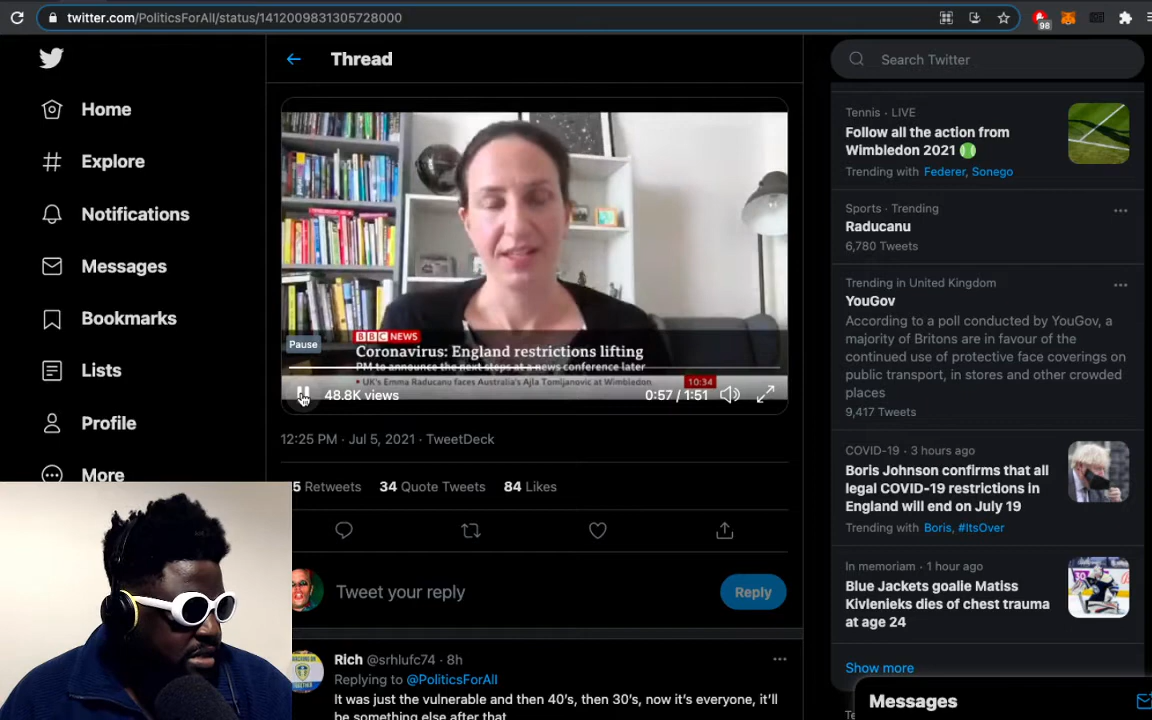 twitter.com/PoliticsForAll/status/1412009831305728000
98
Thread
Search Twitter
Home
Explore
Notifications
Messages
Bookmarks
Lists
Profile
More
BBC NEWS
Pause
Coronavirus: England restrictions lifting
PM to announce the next steps at a news conference later
UK's Emma Raducanu faces Australia's Ajla Tomljanovic at Wimbledon
10:34
48.8K views
0:57 / 1:51
12:25 PM · Jul 5, 2021 · TweetDeck
5 Retweets 34 Quote Tweets 84 Likes
Tweet your reply
Reply
Rich @srhlufc74 · 8h
Replying to @PoliticsForAll
It was just the vulnerable and then 40's, then 30's, now it's everyone, it'll
be something else after that
Tennis · LIVE
Follow all the action from
Wimbledon 2021
Trending with Federer, Sonego
Sports · Trending
Raducanu
6,780 Tweets
Trending in United Kingdom
YouGov
According to a poll conducted by YouGov, a
majority of Britons are in favour of the
continued use of protective face coverings on
public transport, in stores and other crowded
places
9,417 Tweets
COVID-19 · 3 hours ago
Boris Johnson confirms that all
legal COVID-19 restrictions in
England will end on July 19
Trending with Boris, #ItsOver
In memoriam · 1 hour ago
Blue Jackets goalie Matiss
Kivlenieks dies of chest trauma
at age 24
Show more
Messages